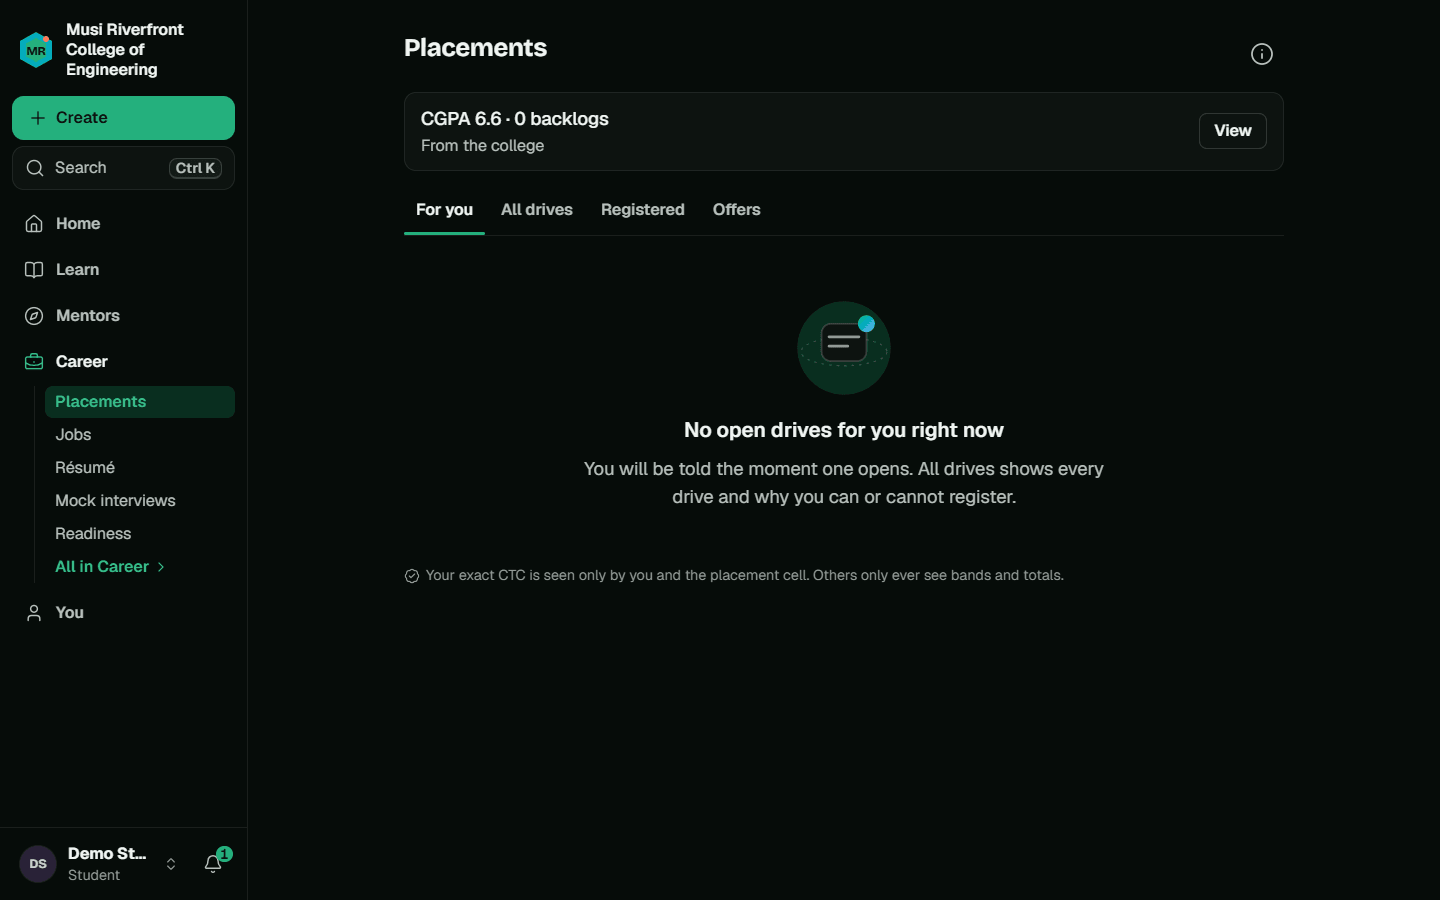 MR
Musi Riverfront
College of
Engineering
Create
Search Ctrl K
Home
Learn
Mentors
Career
Placements
Jobs
Résumé
Mock interviews
Readiness
All in Career
You
DS
Demo St...
Student
1
Placements
CGPA 6.6 · 0 backlogs
From the college
View
For you All drives Registered Offers
No open drives for you right now
You will be told the moment one opens. All drives shows every
drive and why you can or cannot register.
Your exact CTC is seen only by you and the placement cell. Others only ever see bands and totals.